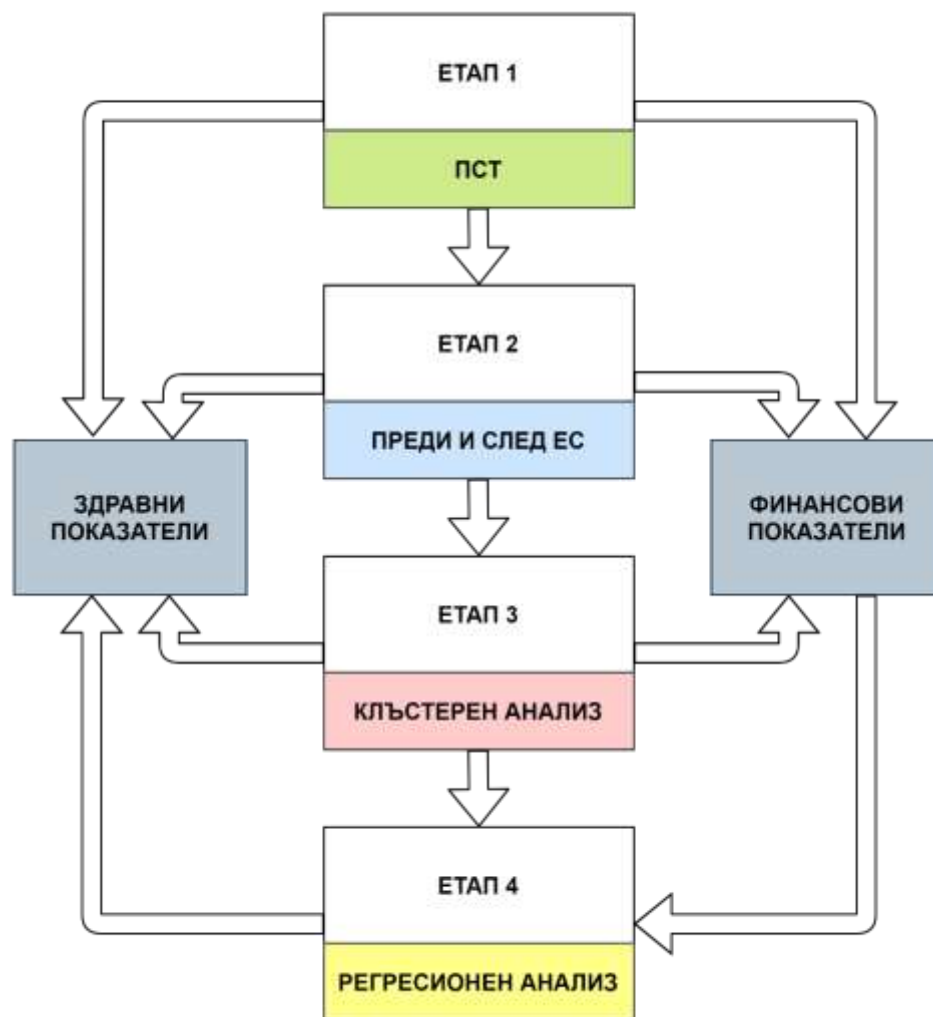 ЕТАП 1
ПСТ
ЕТАП 2
ПРЕДИ И СЛЕД ЕС
ЗДРАВНИ
ПОКАЗАТЕЛИ
ФИНАНСОВИ
ПОКАЗАТЕЛИ
ЕТАП 3
КЛЪСТЕРЕН АНАЛИЗ
ЕТАП 4
РЕГРЕСИОНЕН АНАЛИЗ